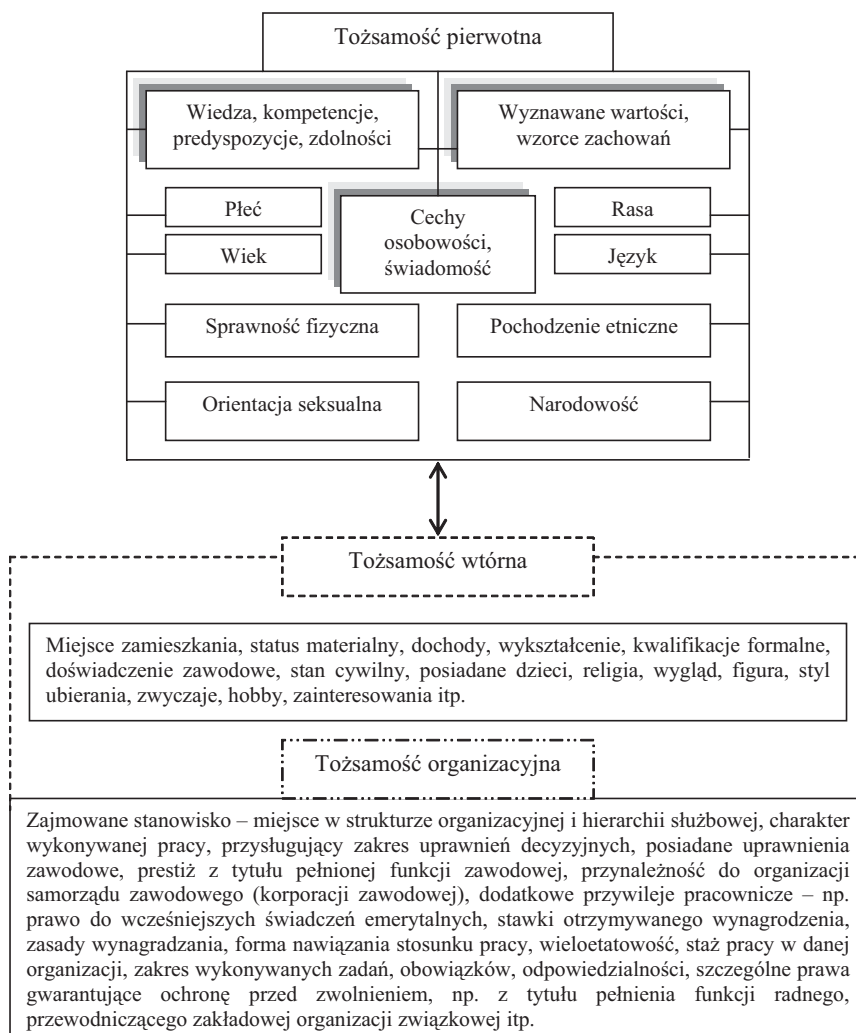 Tożsamość pierwotna
Wiedza, kompetencje,
predyspozycje, zdolności
Wyznawane wartości,
wzorce zachowań
Płeć
Cechy
osobowości,
świadomość
Rasa
Wiek
Język
Sprawność fizyczna
Pochodzenie etniczne
Orientacja seksualna
Narodowość
Tożsamość wtórna
Miejsce zamieszkania, status materialny, dochody, wykształcenie, kwalifikacje formalne,
doświadczenie zawodowe, stan cywilny, posiadane dzieci, religia, wygląd, figura, styl
ubierania, zwyczaje, hobby, zainteresowania itp.
Tożsamość organizacyjna
Zajmowane stanowisko – miejsce w strukturze organizacyjnej i hierarchii służbowej, charakter
wykonywanej pracy, przysługujący zakres uprawnień decyzyjnych, posiadane uprawnienia
zawodowe, prestiż z tytułu pełnionej funkcji zawodowej, przynależność do organizacji
samorządu zawodowego (korporacji zawodowej), dodatkowe przywileje pracownicze – np.
prawo do wcześniejszych świadczeń emerytalnych, stawki otrzymywanego wynagrodzenia,
zasady wynagradzania, forma nawiązania stosunku pracy, wieloetatowość, staż pracy w danej
organizacji, zakres wykonywanych zadań, obowiązków, odpowiedzialności, szczególne prawa
gwarantujące ochronę przed zwolnieniem, np. z tytułu pełnienia funkcji radnego,
przewodniczącego zakładowej organizacji związkowej itp.